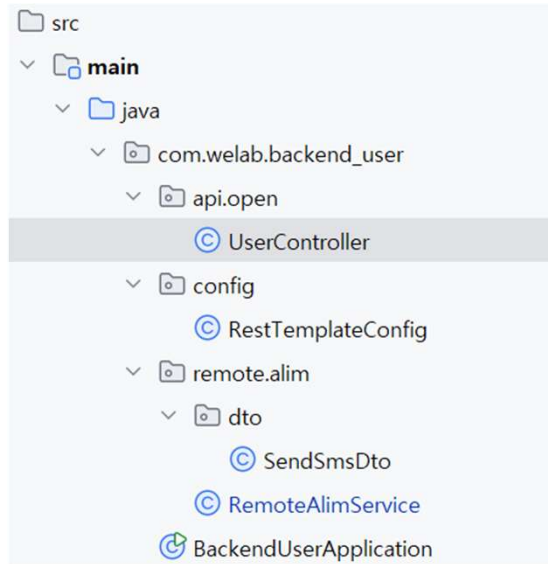 src
main
java
com.welab.backend_user
api.open
UserController
config
RestTemplateConfig
remote.alim
dto
SendSmsDto
RemoteAlimService
BackendUserApplication